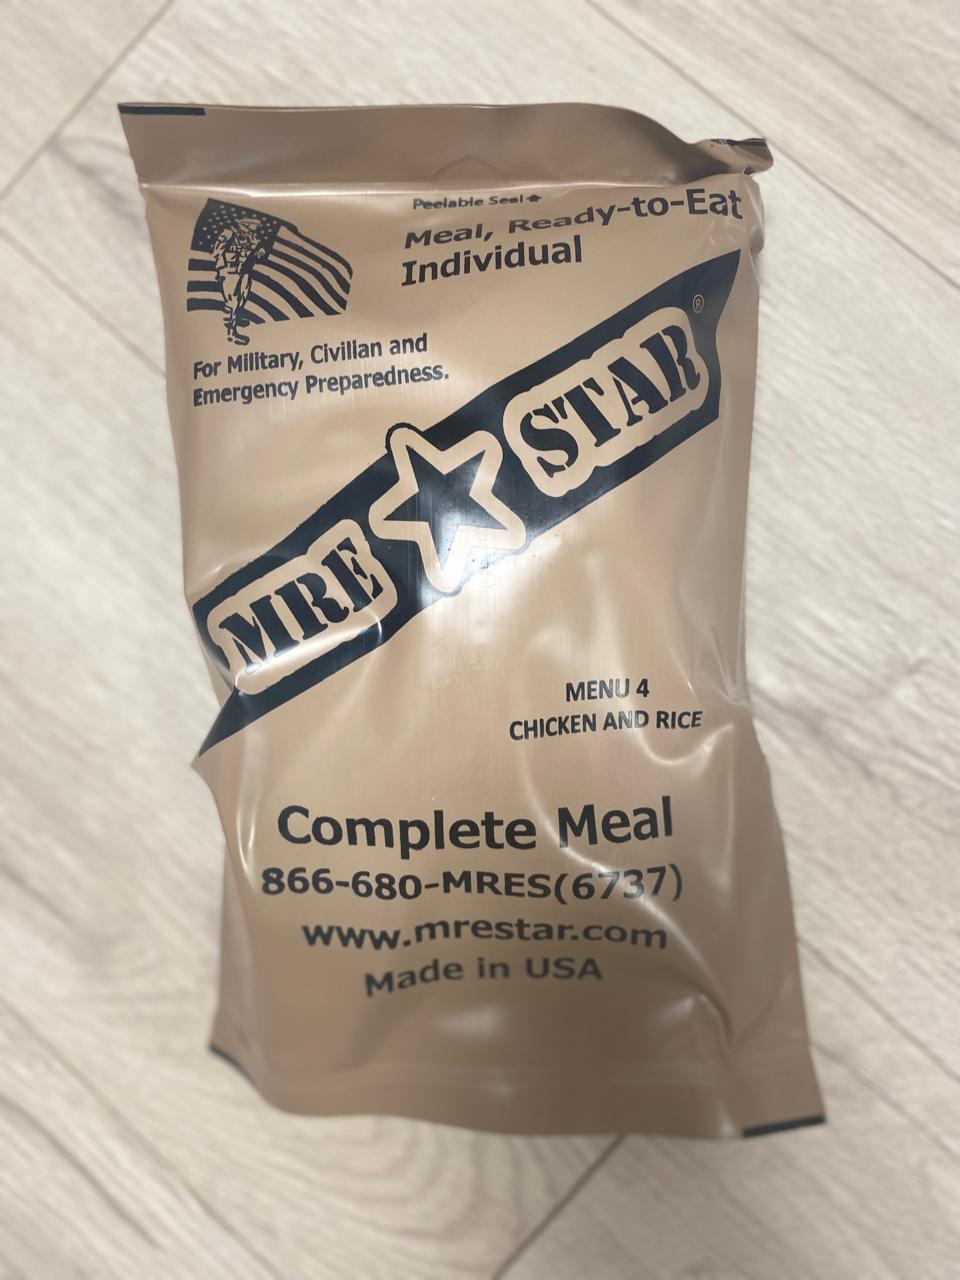 Peelable Seal
Meal, Ready-to-Eat
Individual
For Military, Civilian and
Emergency Preparedness.
MRE STAR®
MENU 4
CHICKEN AND RICE
Complete Meal
866-680-MRES(6737)
www.mrestar.com
Made in USA